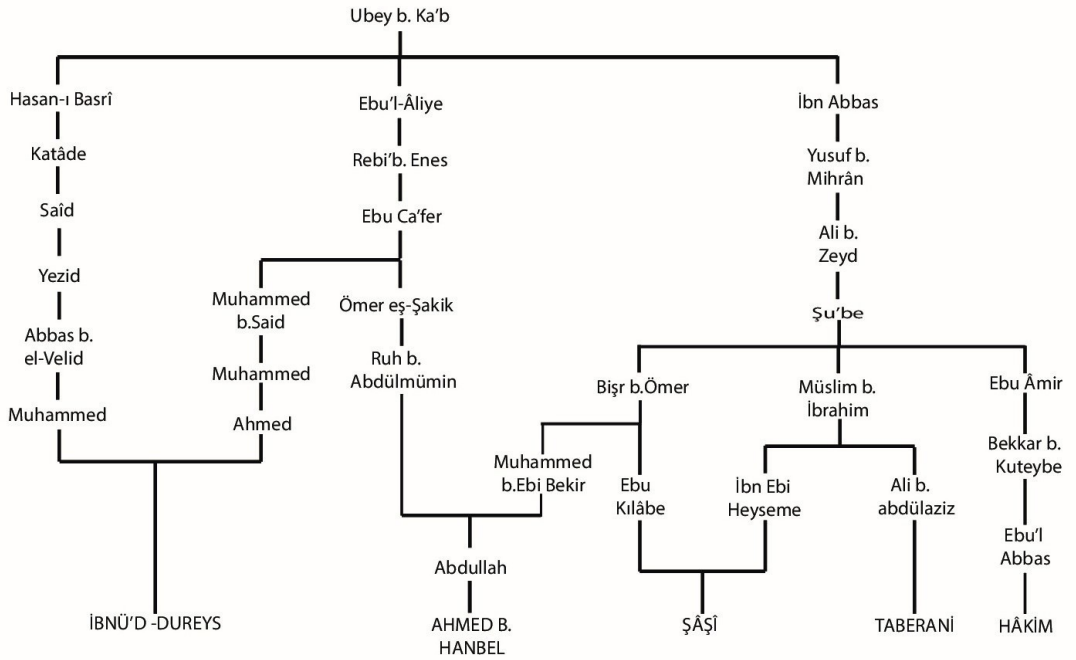 Ubey b. Ka’b
Hasan-ı Basrî
Ebu’l-Âliye
İbn Abbas
Katâde
Rebi’b. Enes
Yusuf b.
Mihrân
Saîd
Ebu Ca’fer
Ali b.
Zeyd
Yezid
Muhammed
b.Said
Ömer eş-Şakik
Şu’be
Abbas b.
el-Velid
Muhammed
Ruh b.
Abdülmümin
Bişr b.Ömer
Müslim b.
İbrahim
Ebu Âmir
Muhammed
Ahmed
Bekkar b.
Kuteybe
Muhammed
b.Ebi Bekir
Ebu
Kılâbe
İbn Ebi
Heyseme
Ali b.
abdülaziz
Ebu’l
Abbas
Abdullah
İBNÜ’D -DUREYS
AHMED B.
HANBEL
ŞÂŞÎ
TABERANİ
HÂKİM